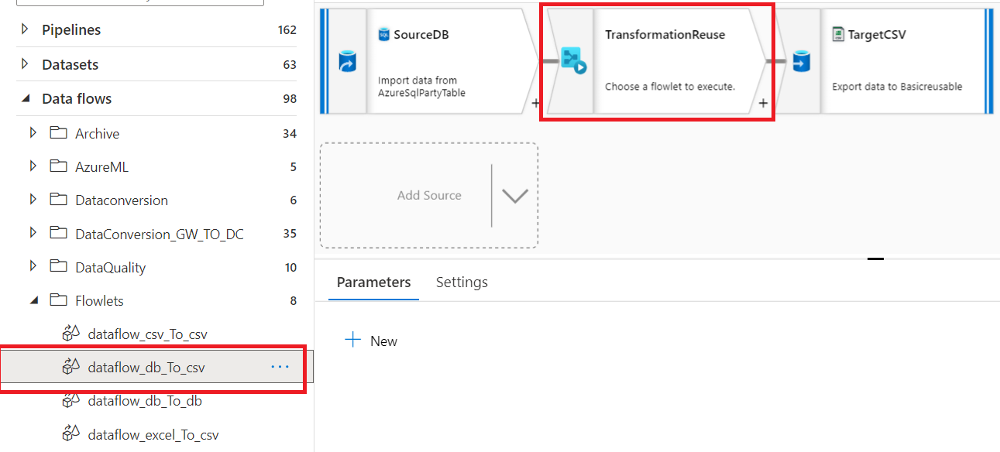 Pipelines 162
Datasets 63
Data flows 98
Archive 34
AzureML 5
Dataconversion 6
DataConversion_GW_TO_DC 35
DataQuality 10
Flowlets 8
dataflow_csv_To_csv
dataflow_db_To_csv ...
dataflow_db_To_db
dataflow_excel_To_csv
SQL SourceDB
Import data from
AzureSqlPartyTable
+
TransformationReuse
Choose a flowlet to execute.
+
TargetCSV
Export data to Basicreusable
Add Source
Parameters Settings
+ New